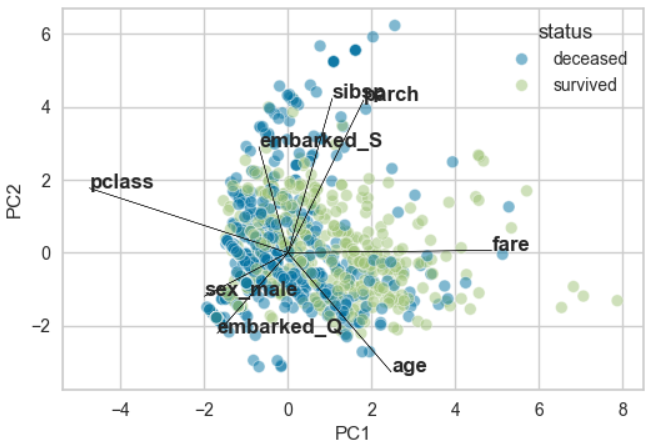 status
deceased
survived
6
4
2
0
−2
PC2
sibsp
parch
embarked_S
pclass
fare
sex_male
embarked_Q
age
−4
−2
0
2
4
6
8
PC1